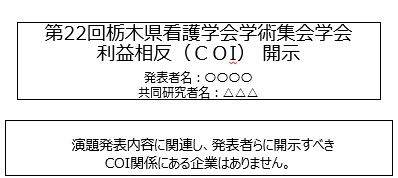 第22回栃木県看護学会学術集会学会
利益相反（ＣＯＩ） 開示
発表者名：〇〇〇〇
共同研究者名：△△△
演題発表内容に関連し、発表者らに開示すべき
COI関係にある企業はありません。